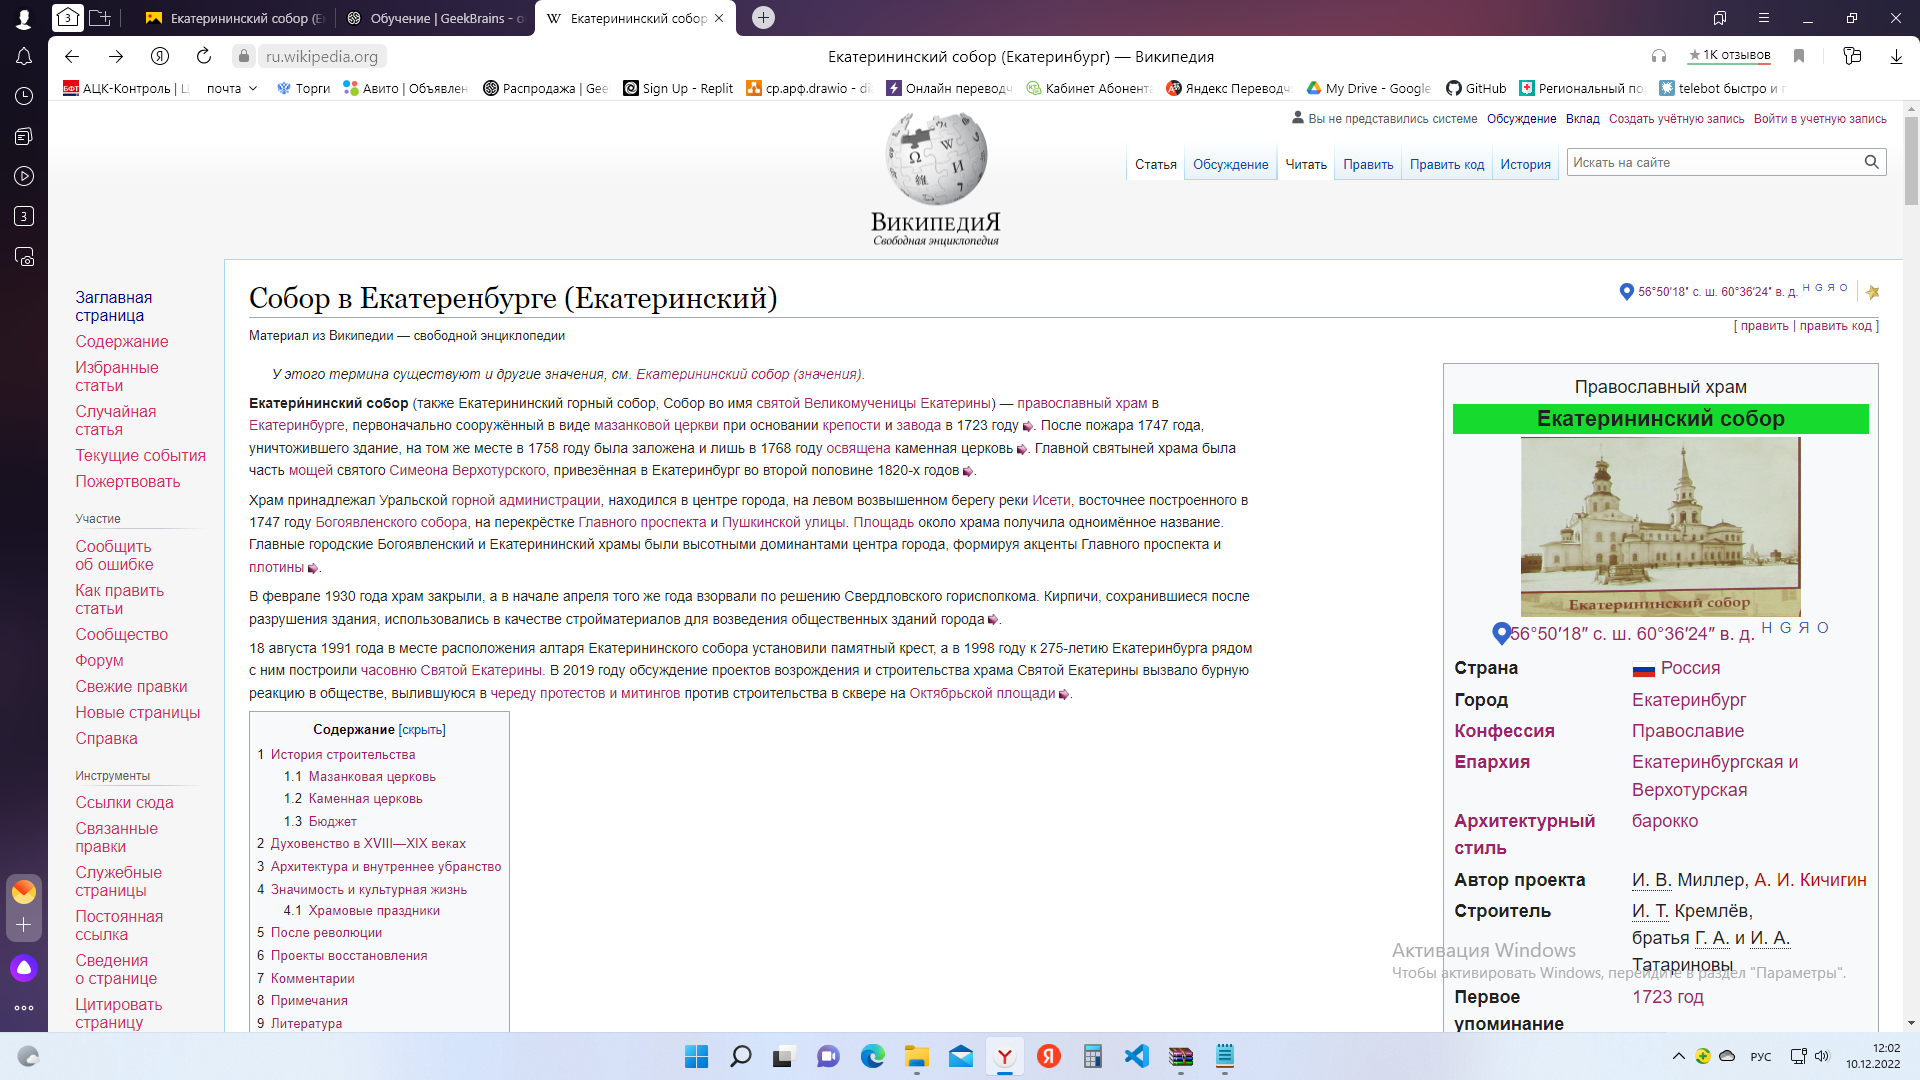 3
Екатерининский собор (Е
Обучение | GeekBrains - о
Екатерининский собор
ru.wikipedia.org
Екатерининский собор (Екатеринбург) — Википедия
★ 1K отзывов
АЦК-Контроль | Ц
почта
Торги
Авито | Объявлен
Распродажа | Gee
Sign Up - Replit
ср.арф.drawio - di
Онлайн переводч
Кабинет Абонента
Яндекс Переводч
My Drive - Google
GitHub
Региональный по
telebot быстро и г
Вы не представились системе Обсуждение Вклад Создать учётную запись Войти в учетную запись
Статья Обсуждение Читать Править Править код История Искать на сайте
ВикипедиЯ
Свободная энциклопедия
3
Заглавная
страница
Содержание
Избранные
статьи
Случайная
статья
Текущие события
Пожертвовать
Участие
Сообщить
об ошибке
Как править
статьи
Сообщество
Форум
Свежие правки
Новые страницы
Справка
Инструменты
Ссылки сюда
Связанные
правки
Служебные
страницы
Постоянная
ссылка
Сведения
о странице
Цитировать
страницу
Собор в Екатеренбурге (Екатеринский)
56°50′18″ с. ш. 60°36′24″ в. д. H G Я O
[ править | править код ]
Материал из Википедии — свободной энциклопедии
У этого термина существуют и другие значения, см. Екатерининский собор (значения).
Екатери́нинский собор (также Екатерининский горный собор, Собор во имя святой Великомученицы Екатерины) — православный храм в
Екатеринбурге, первоначально сооружённый в виде мазанковой церкви при основании крепости и завода в 1723 году. После пожара 1747 года,
уничтожившего здание, на том же месте в 1758 году была заложена и лишь в 1768 году освящена каменная церковь. Главной святыней храма была
часть мощей святого Симеона Верхотурского, привезённая в Екатеринбург во второй половине 1820-х годов.
Храм принадлежал Уральской горной администрации, находился в центре города, на левом возвышенном берегу реки Исети, восточнее построенного в
1747 году Богоявленского собора, на перекрёстке Главного проспекта и Пушкинской улицы. Площадь около храма получила одноимённое название.
Главные городские Богоявленский и Екатерининский храмы были высотными доминантами центра города, формируя акценты Главного проспекта и
плотины.
В феврале 1930 года храм закрыли, а в начале апреля того же года взорвали по решению Свердловского горисполкома. Кирпичи, сохранившиеся после
разрушения здания, использовались в качестве стройматериалов для возведения общественных зданий города.
18 августа 1991 года в месте расположения алтаря Екатерининского собора установили памятный крест, а в 1998 году к 275-летию Екатеринбурга рядом
с ним построили часовню Святой Екатерины. В 2019 году обсуждение проектов возрождения и строительства храма Святой Екатерины вызвало бурную
реакцию в обществе, вылившуюся в череду протестов и митингов против строительства в сквере на Октябрьской площади.
Содержание [скрыть]
1 История строительства
1.1 Мазанковая церковь
1.2 Каменная церковь
1.3 Бюджет
2 Духовенство в XVIII—XIX веках
3 Архитектура и внутреннее убранство
4 Значимость и культурная жизнь
4.1 Храмовые праздники
5 После революции
6 Проекты восстановления
7 Комментарии
8 Примечания
9 Литература
Православный храм
Екатерининский собор
Екатерининский собор
56°50′18″ с. ш. 60°36′24″ в. д. H G Я O
Страна Россия
Город Екатеринбург
Конфессия Православие
Епархия Екатеринбургская и
Верхотурская
Архитектурный барокко
стиль
Автор проекта И. В. Миллер, А. И. Кичигин
Строитель И. Т. Кремлёв,
братья Г. А. и И. А.
Татариновы
Первое 1723 год
упоминание
Активация Windows
Чтобы активировать Windows, перейдите в раздел "Параметры".
РУС
12:02
10.12.2022